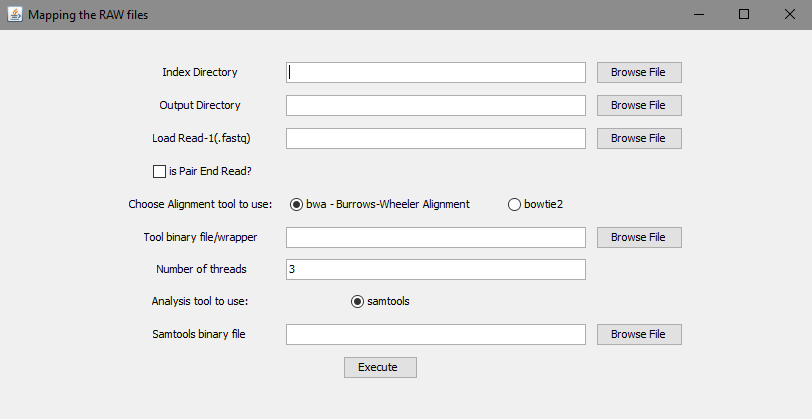 Mapping the RAW files
Index Directory Browse File
Output Directory Browse File
Load Read-1(.fastq) Browse File
is Pair End Read?
Choose Alignment tool to use: bwa - Burrows-Wheeler Alignment bowtie2
Tool binary file/wrapper Browse File
Number of threads 3
Analysis tool to use: samtools
Samtools binary file Browse File
Execute